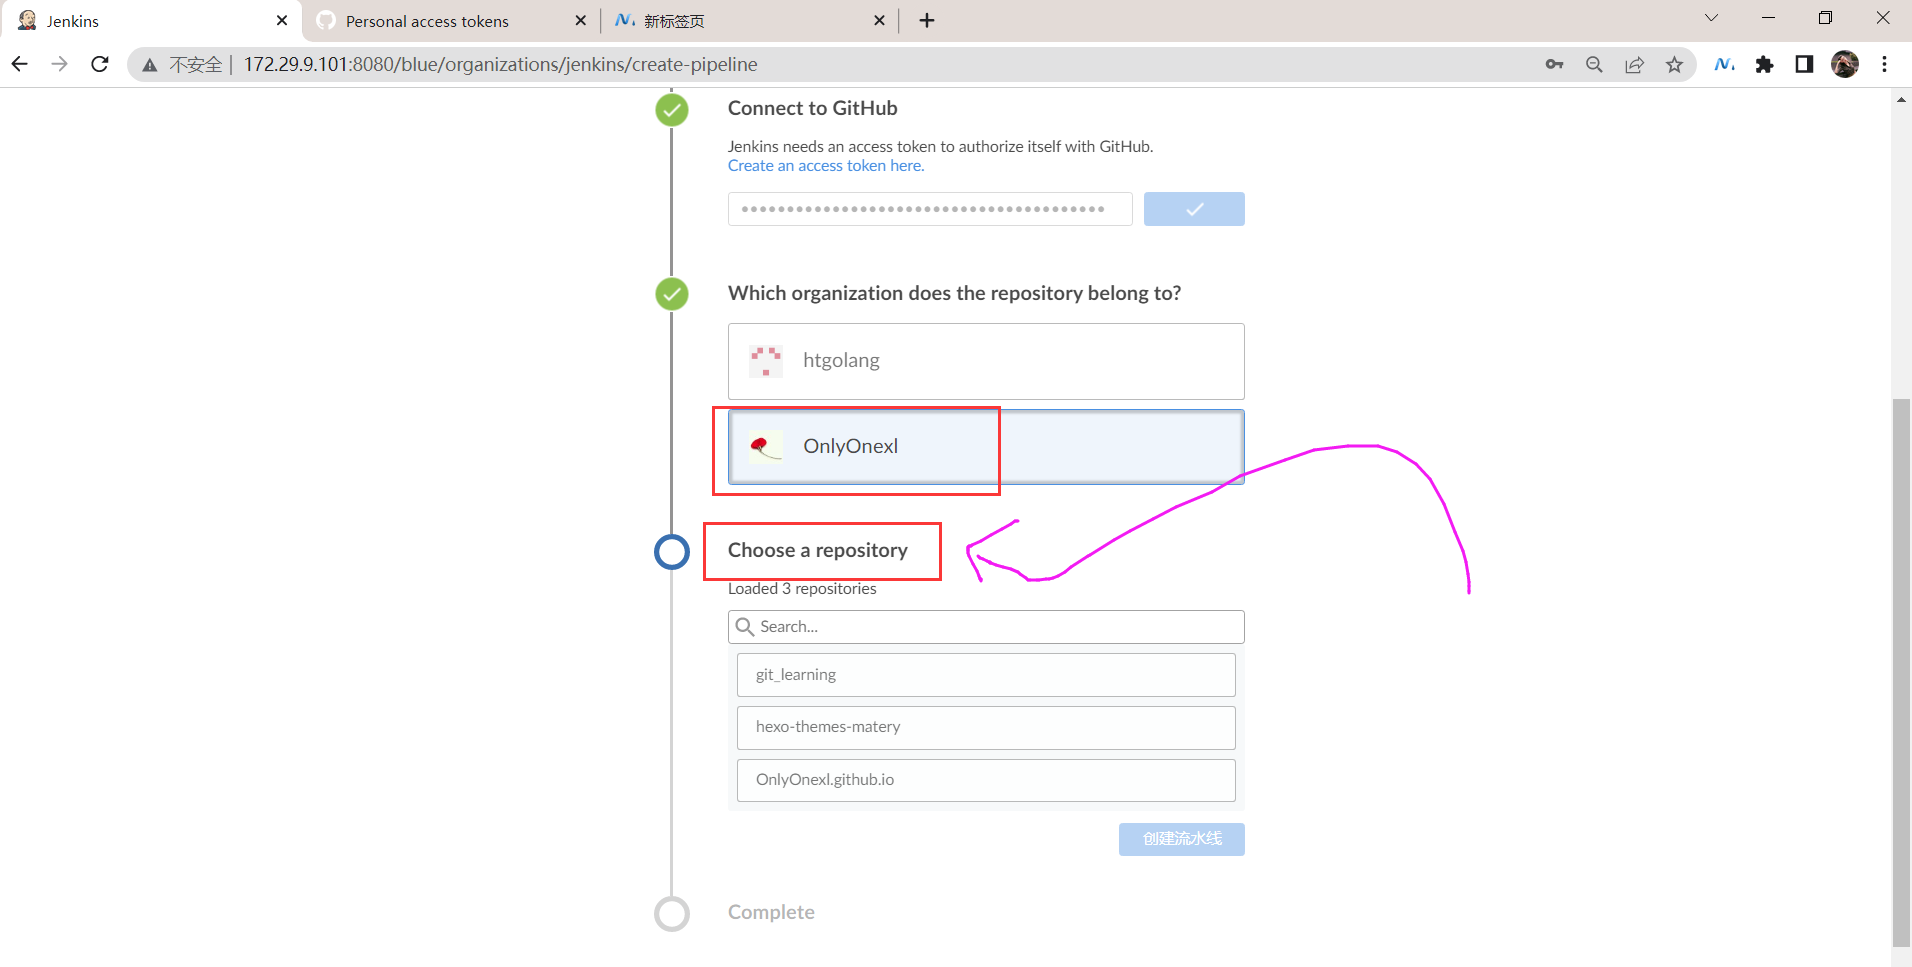 Jenkins
Personal access tokens
新标签页
不安全 | 172.29.9.101:8080/blue/organizations/jenkins/create-pipeline
Connect to GitHub
Jenkins needs an access token to authorize itself with GitHub.
Create an access token here.
Which organization does the repository belong to?
htgolang
OnlyOnexl
Choose a repository
Loaded 3 repositories
Search...
git_learning
hexo-themes-matery
OnlyOnexl.github.io
创建流水线
Complete